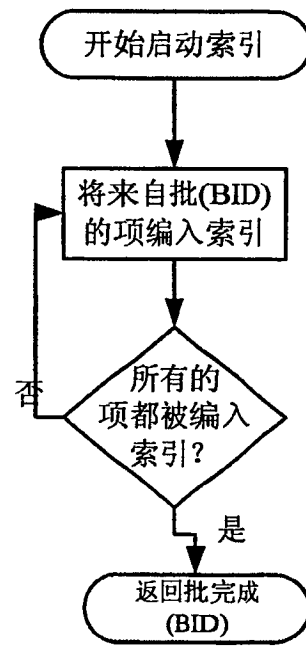 开始启动索引
将来自批(BID)
的项编入索引
所有的
项都被编入
索引？
否
是
返回批完成
(BID)